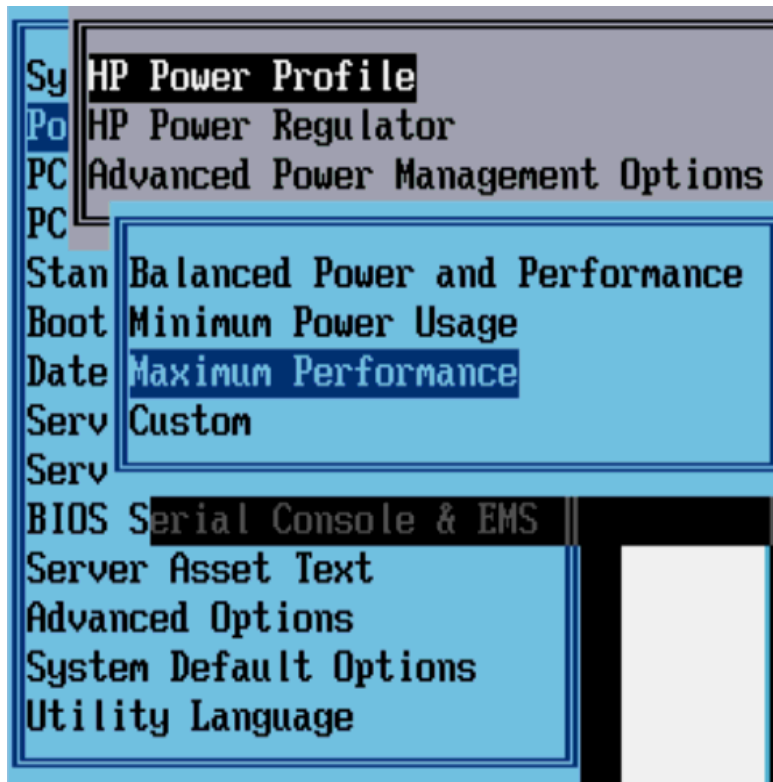 HP Power Profile
HP Power Regulator
Advanced Power Management Options
Balanced Power and Performance
Minimum Power Usage
Maximum Performance
Custom
Sy
Po
PC
PC
Stan
Boot
Date
Serv
Serv
BIOS Serial Console & EMS
Server Asset Text
Advanced Options
System Default Options
Utility Language